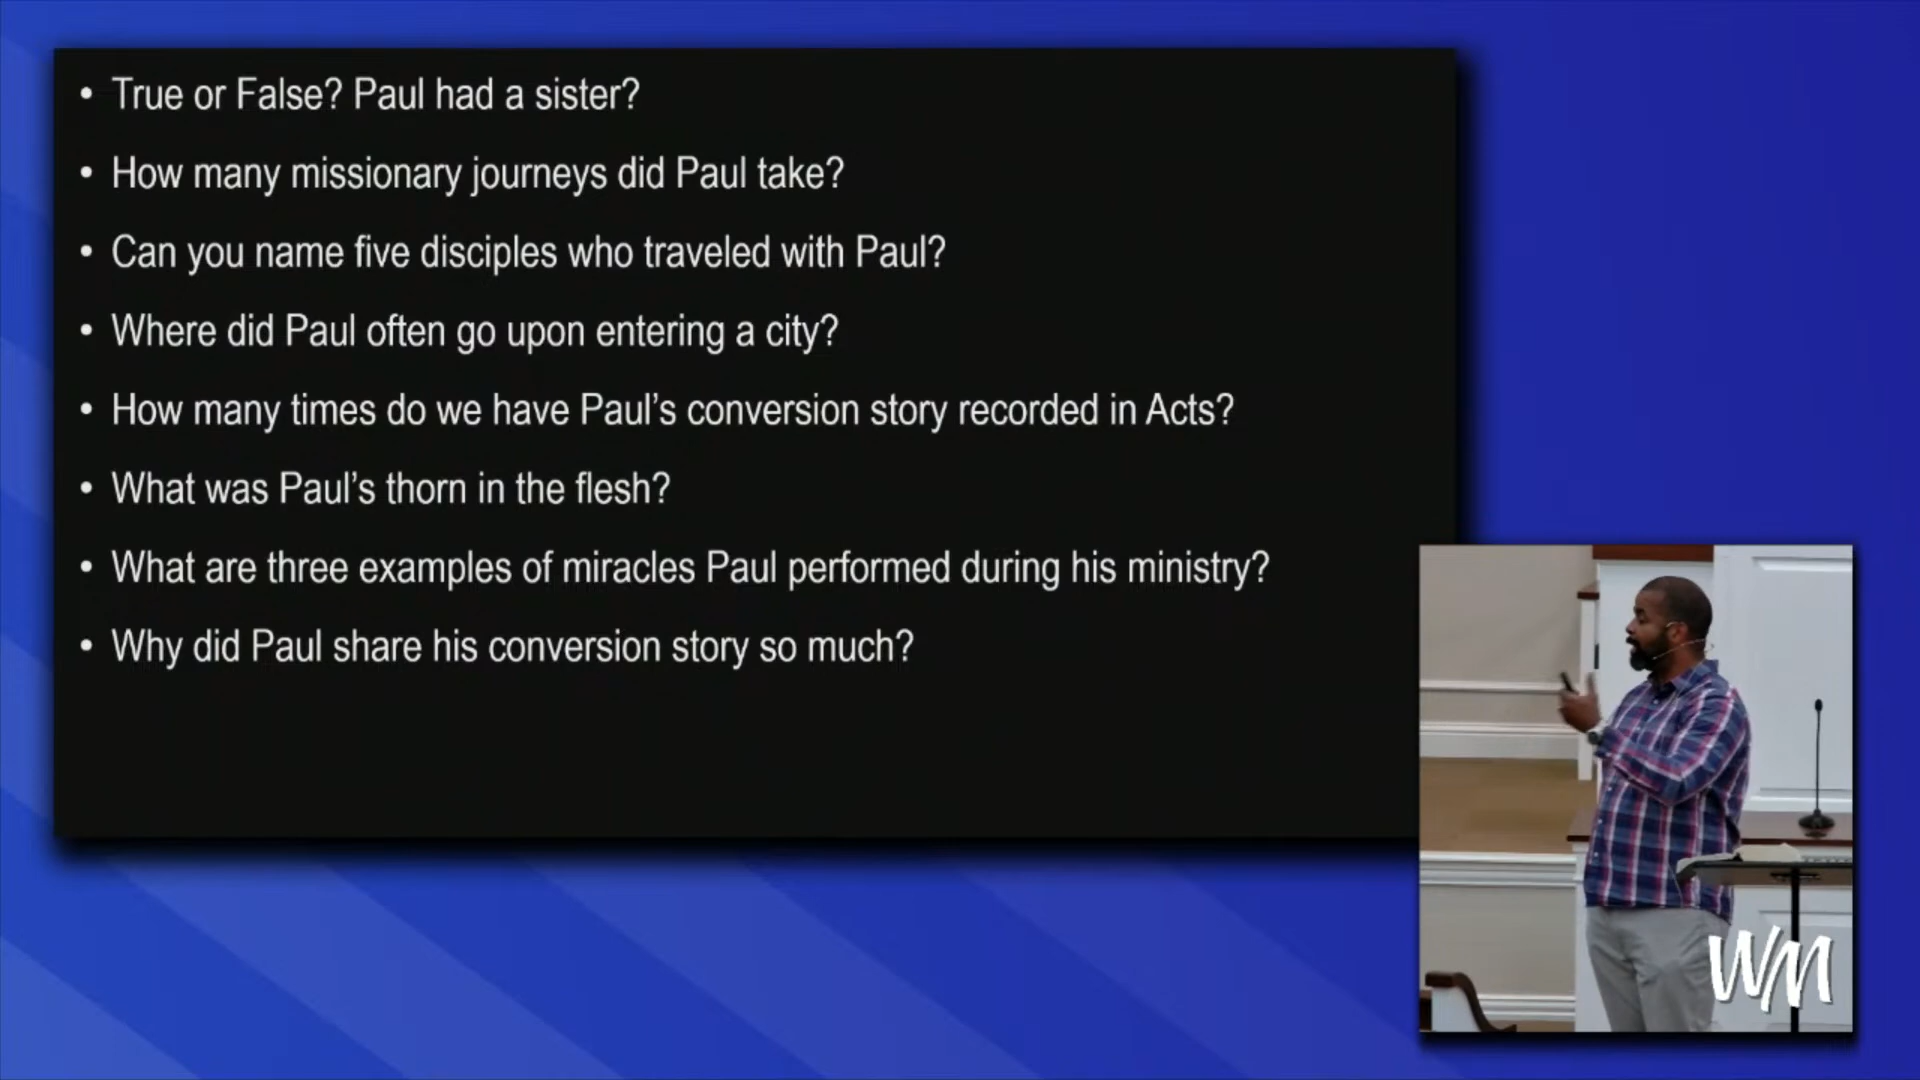 • True or False? Paul had a sister?
• How many missionary journeys did Paul take?
• Can you name five disciples who traveled with Paul?
• Where did Paul often go upon entering a city?
• How many times do we have Paul’s conversion story recorded in Acts?
• What was Paul’s thorn in the flesh?
• What are three examples of miracles Paul performed during his ministry?
• Why did Paul share his conversion story so much?
WM